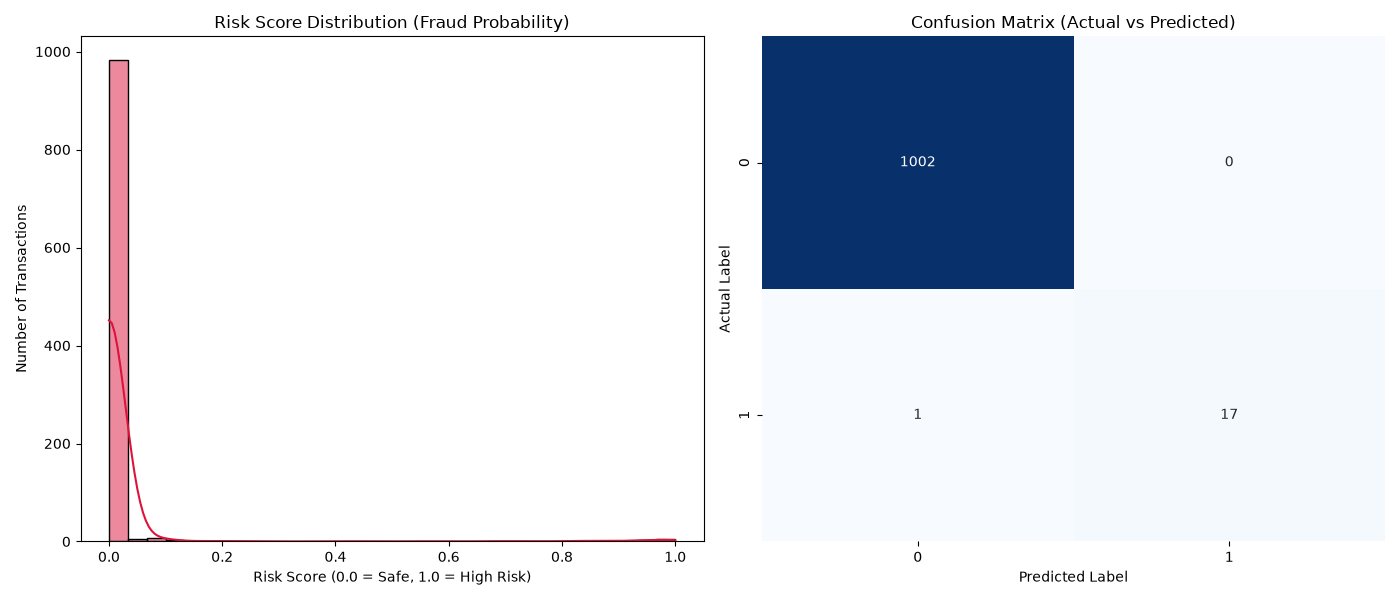 Risk Score Distribution (Fraud Probability)
1000
800
600
400
200
0
Number of Transactions
0.0 0.2 0.4 0.6 0.8 1.0
Risk Score (0.0 = Safe, 1.0 = High Risk)
Confusion Matrix (Actual vs Predicted)
Actual Label
0
1002 0
1
1 17
0 1
Predicted Label